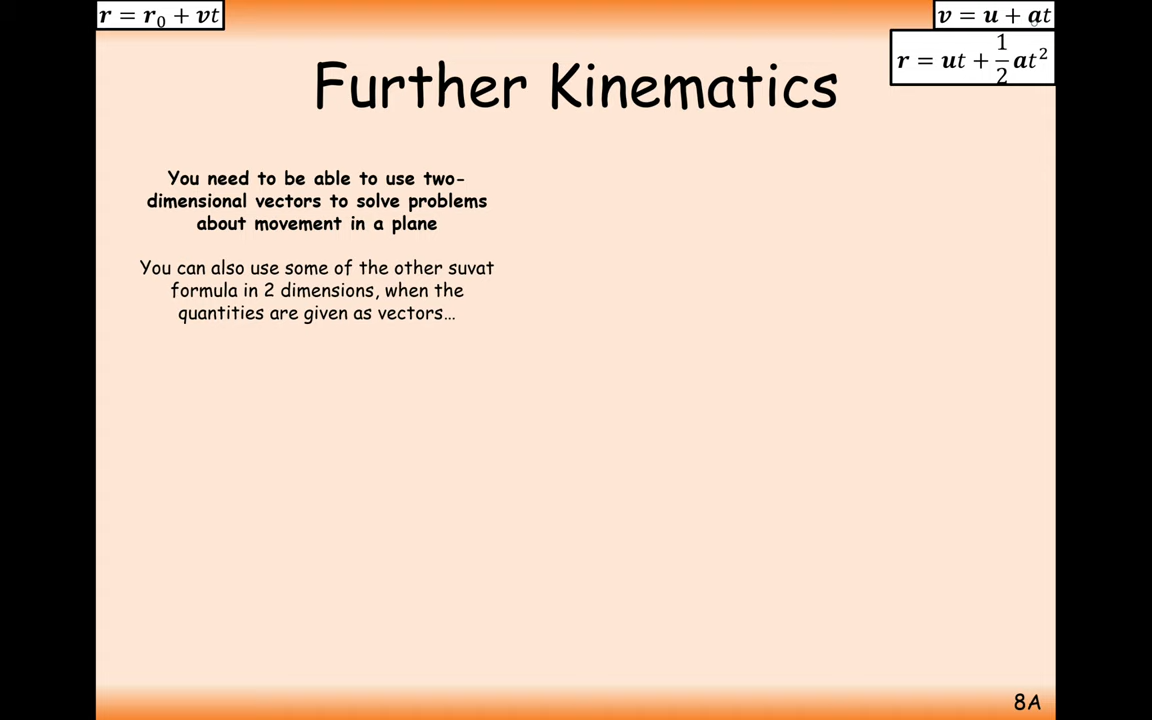 r = r₀ + vt
v = u + at
r = ut + 1/2 at²
Further Kinematics
You need to be able to use two-
dimensional vectors to solve problems
about movement in a plane
You can also use some of the other suvat
formula in 2 dimensions, when the
quantities are given as vectors…
8A